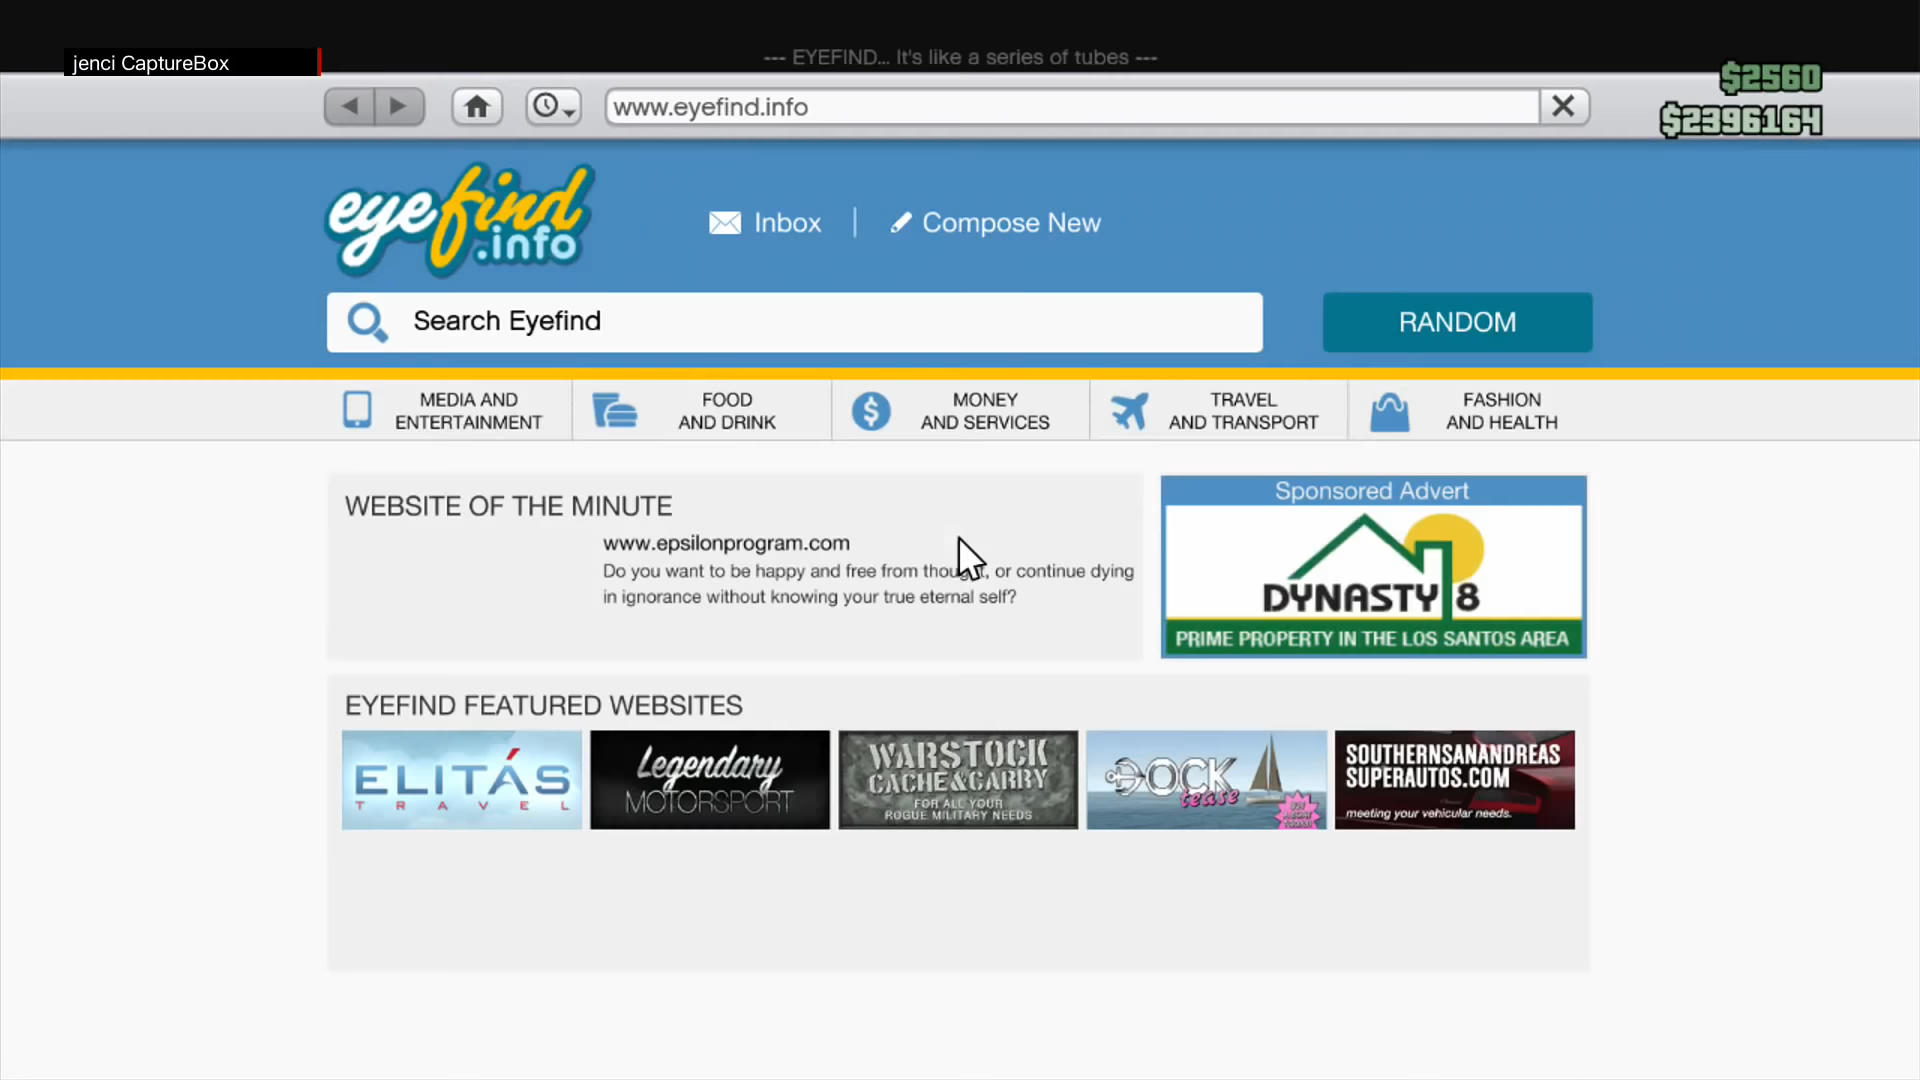 jenci CaptureBox
--- EYEFIND... It's like a series of tubes ---
$2560
$2396164
www.eyefind.info
eyefind
.info
Inbox
Compose New
Search Eyefind
RANDOM
MEDIA AND
ENTERTAINMENT
FOOD
AND DRINK
MONEY
AND SERVICES
TRAVEL
AND TRANSPORT
FASHION
AND HEALTH
WEBSITE OF THE MINUTE
www.epsilonprogram.com
Do you want to be happy and free from thought, or continue dying
in ignorance without knowing your true eternal self?
Sponsored Advert
DYNASTY 8
PRIME PROPERTY IN THE LOS SANTOS AREA
EYEFIND FEATURED WEBSITES
ELITÁS
TRAVEL
Legendary
MOTORSPORT
WARSTOCK
CACHE & CARRY
FOR ALL YOUR
ROGUE MILITARY NEEDS
DOCK
tease
SOUTHERNSANANDREAS
SUPERAUTOS.COM
meeting your vehicular needs.